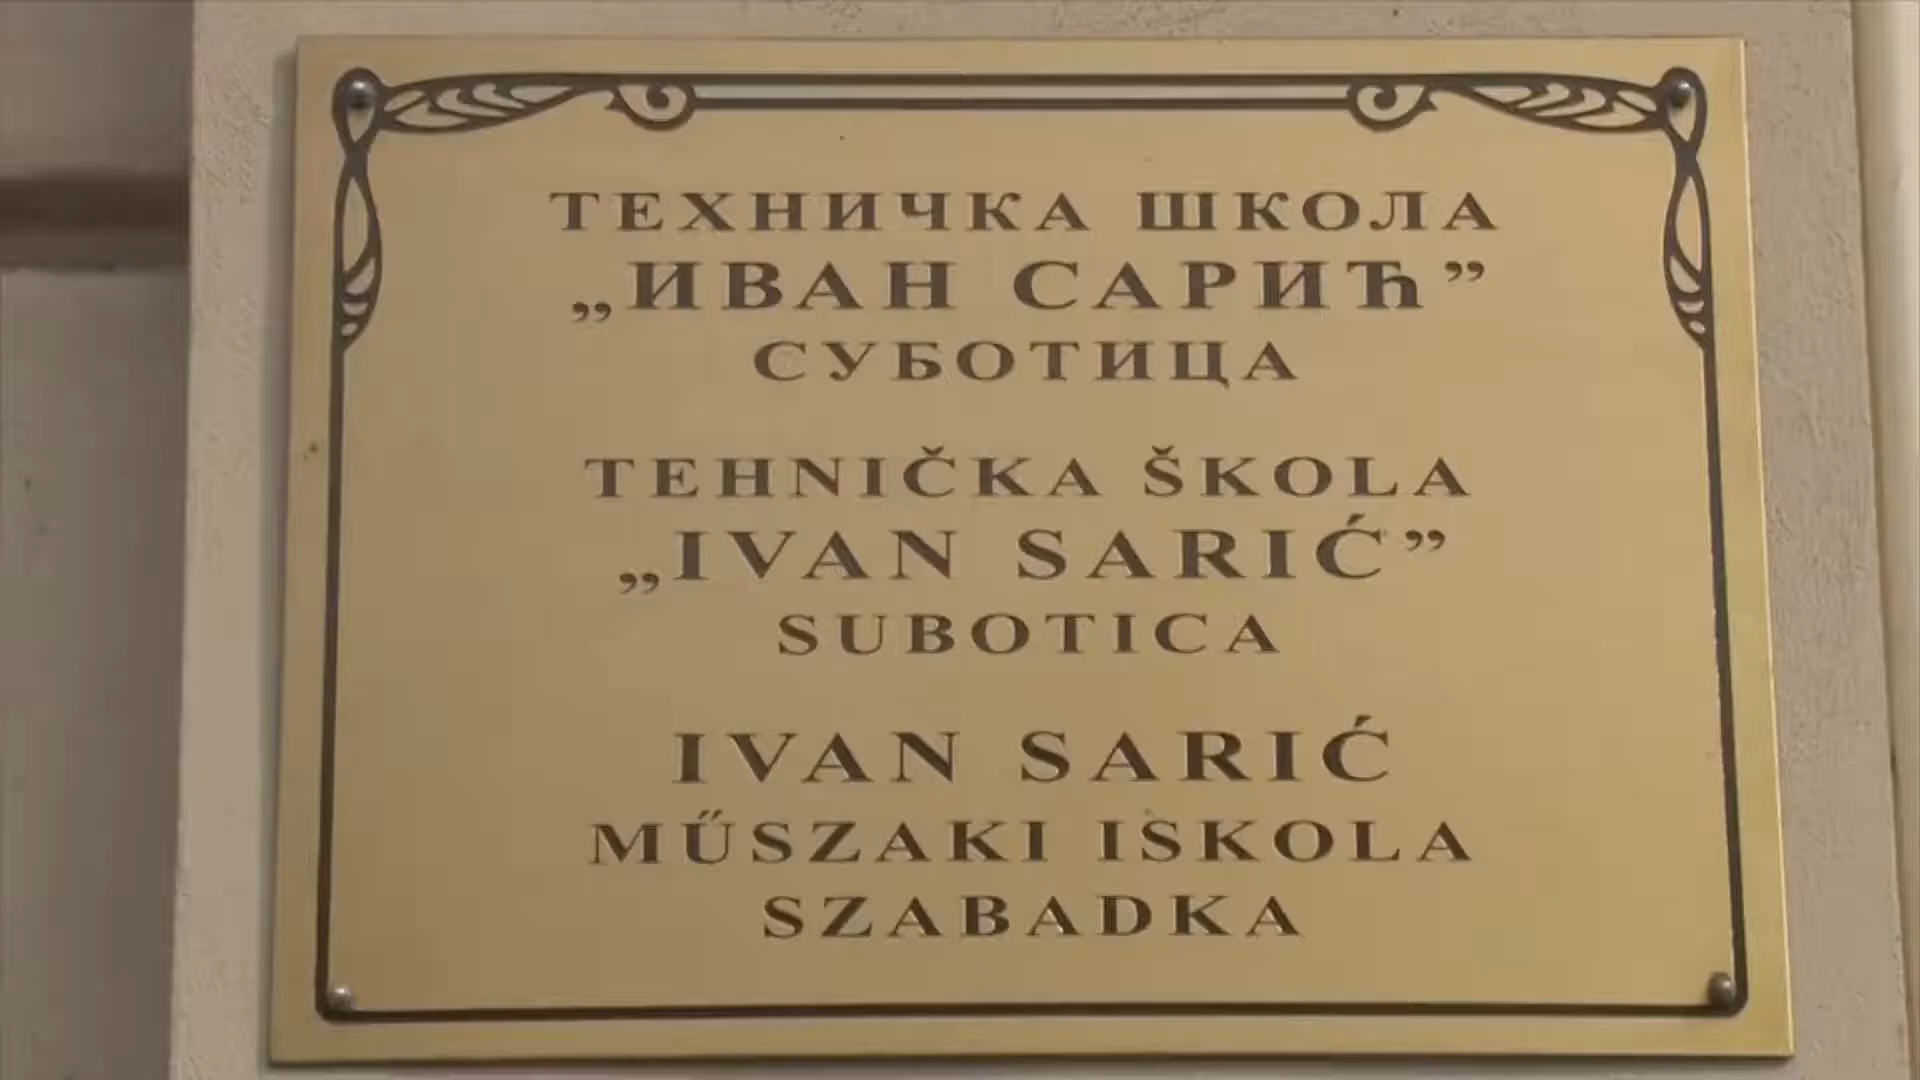 ТЕХНИЧКА ШКОЛА
„ИВАН САРИЋ”
СУБОТИЦА
TEHNIČKA ŠKOLA
„IVAN SARIĆ”
SUBOTICA
IVAN SARIĆ
MŰSZAKI ISKOLA
SZABADKA